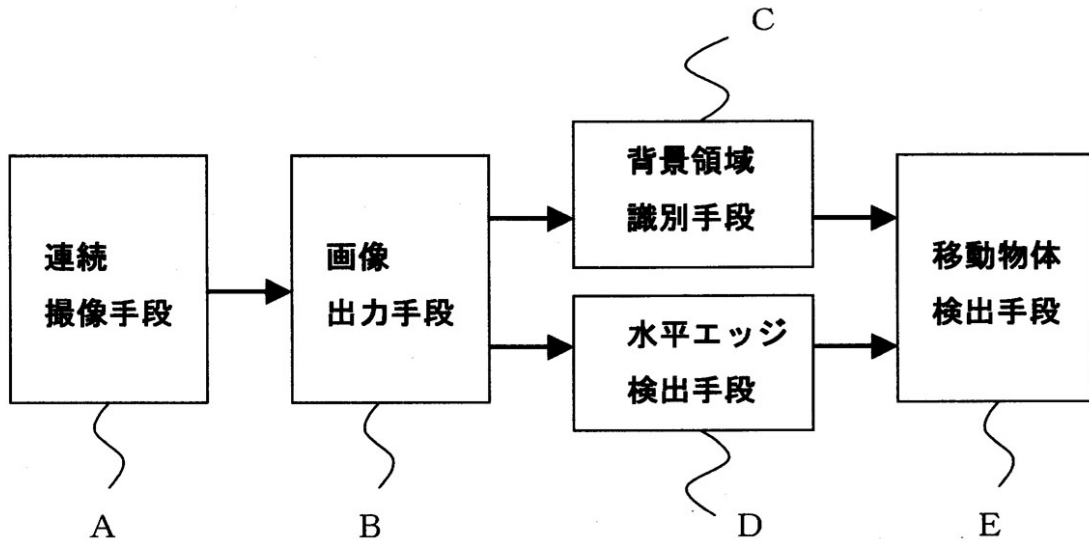 C
背景領域
識別手段
連続
撮像手段
画像
出力手段
移動物体
検出手段
水平エッジ
検出手段
A
B
D
E